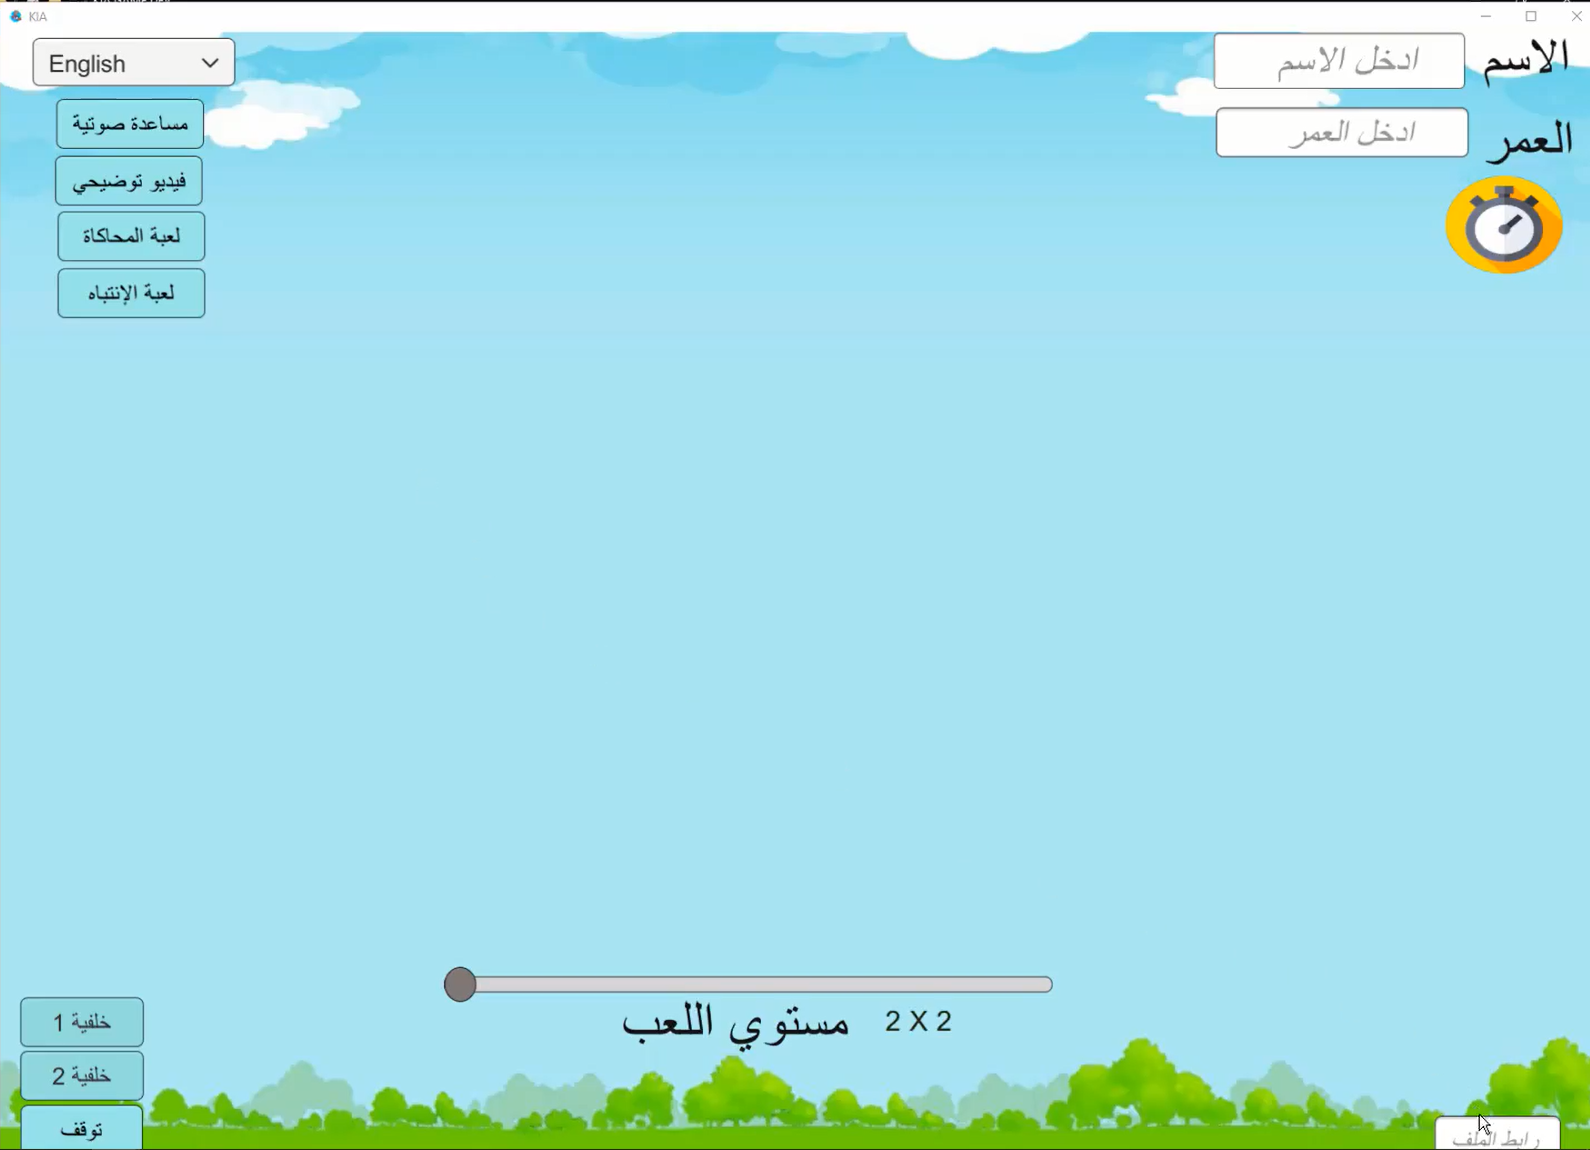 KIA
English
ادخل الاسم
الاسم
مساعدة صوتية
ادخل العمر
العمر
فيديو توضيحي
لعبة المحاكاة
لعبة الإنتباه
مستوي اللعب
2 X 2
خلفية 1
خلفية 2
توقف
رابط الملف